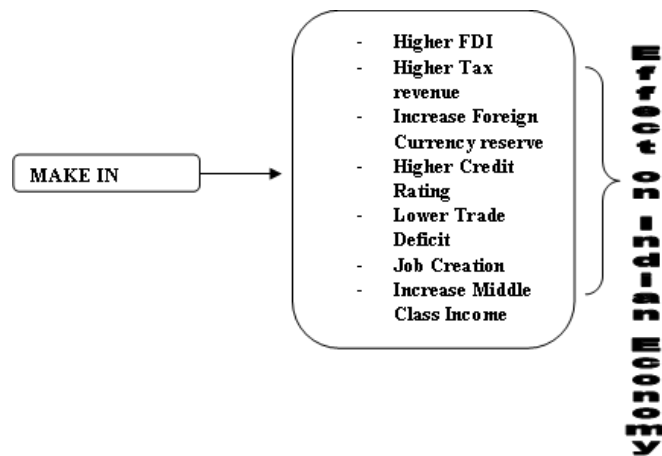 MAKE IN
- Higher FDI
- Higher Tax
revenue
- Increase Foreign
Currency reserve
- Higher Credit
Rating
- Lower Trade
Deficit
- Job Creation
- Increase Middle
Class Income
Effect on Indian Economy